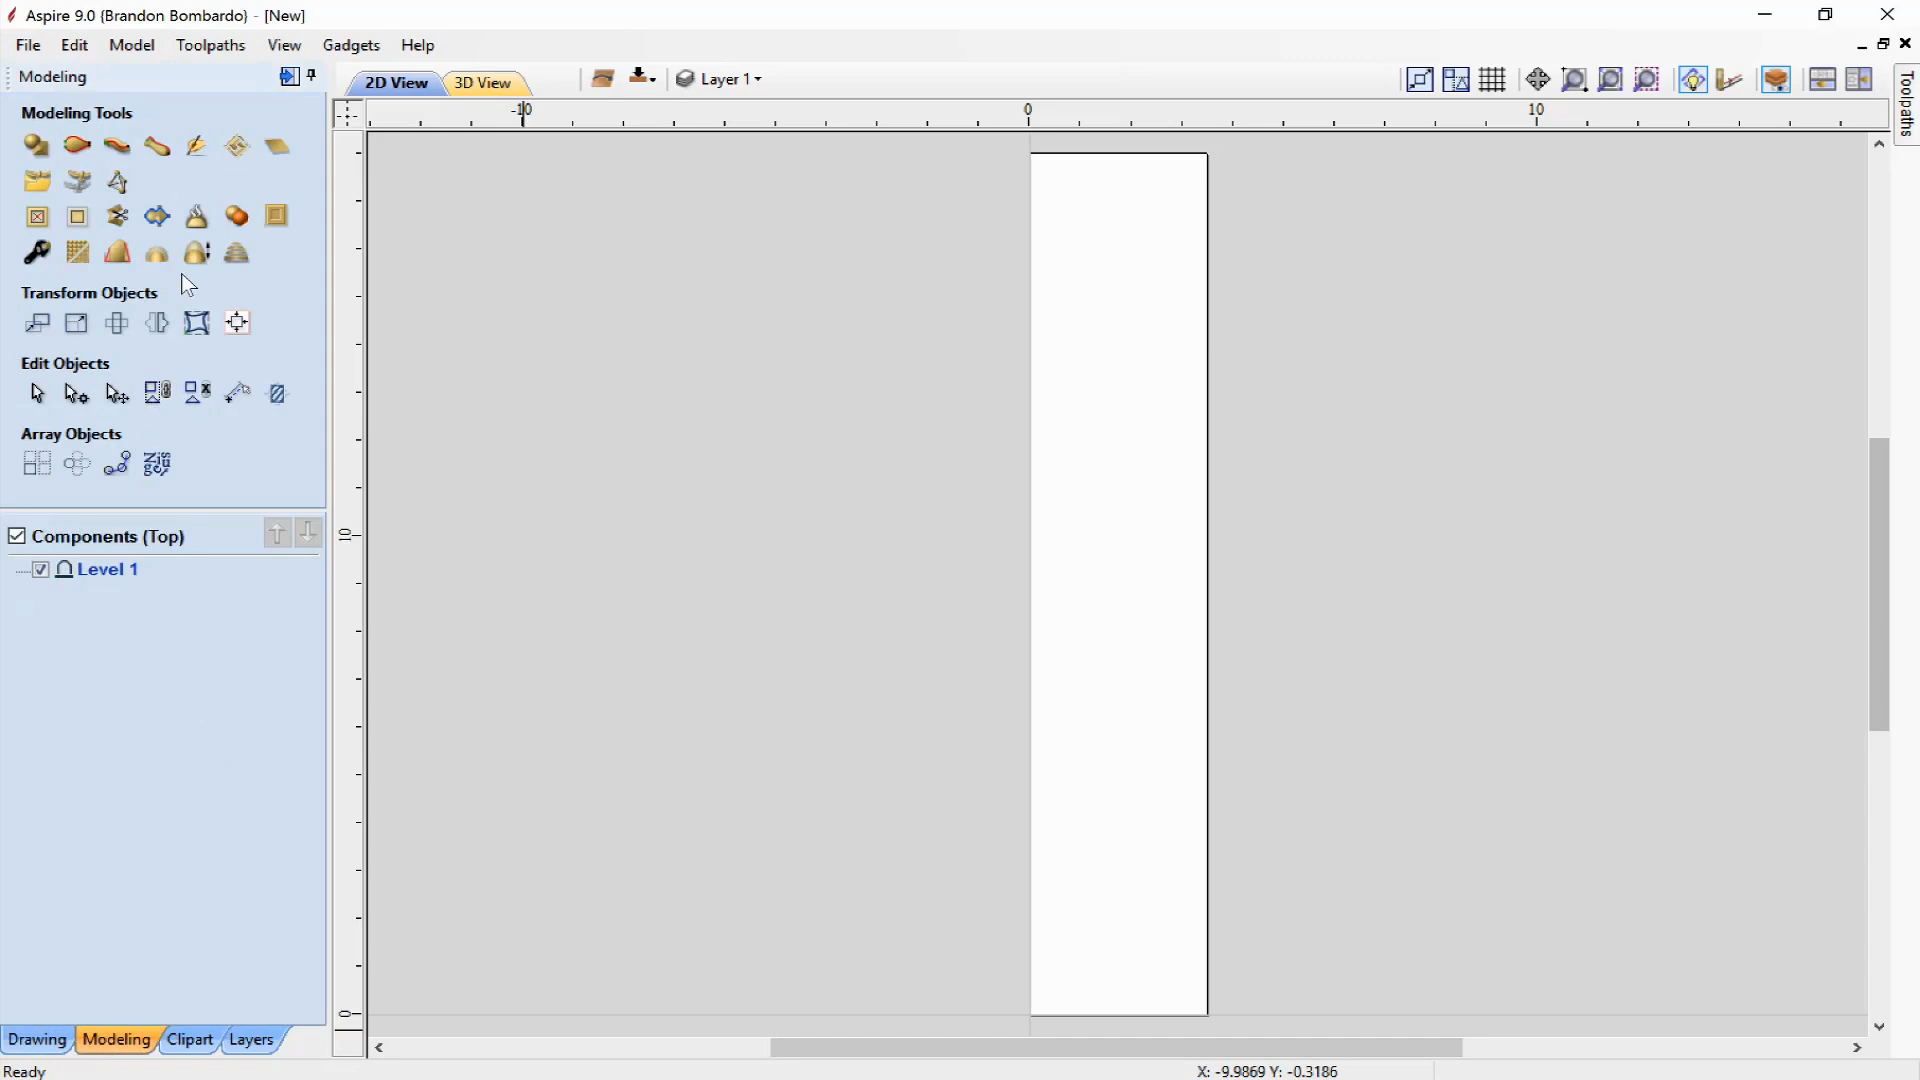 Aspire 9.0 {Brandon Bombardo} - [New]
File Edit Model Toolpaths View Gadgets Help
Modeling
2D View 3D View Layer 1
Toolpaths
-10 0 10
Modeling Tools
Transform Objects
Edit Objects
Array Objects
10
Components (Top)
Level 1
0
Drawing Modeling Clipart Layers
Ready
X: -9.9869 Y: -0.3186